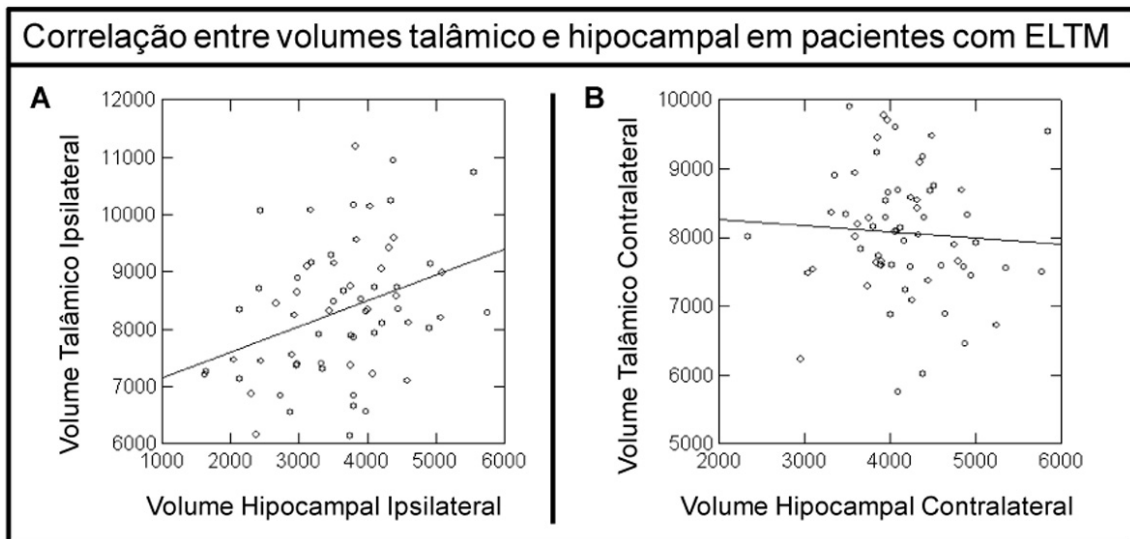 Correlação entre volumes talâmico e hipocampal em pacientes com ELTM
A
Volume Talâmico Ipsilateral
12000
11000
10000
9000
8000
7000
6000
1000 2000 3000 4000 5000 6000
Volume Hipocampal Ipsilateral
B
Volume Talâmico Contralateral
10000
9000
8000
7000
6000
5000
2000 3000 4000 5000 6000
Volume Hipocampal Contralateral